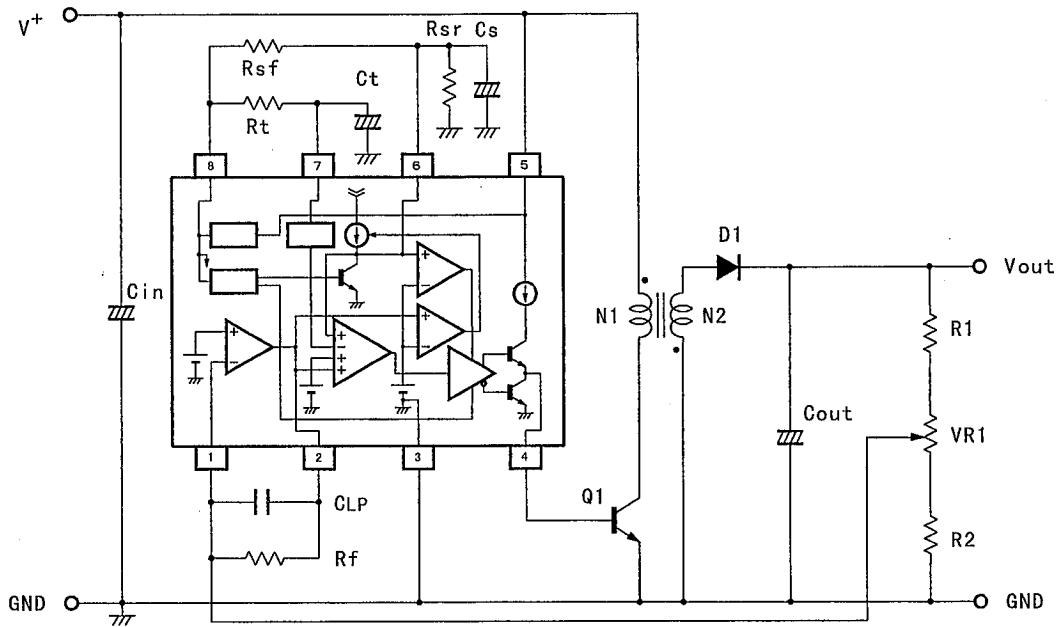 V+
Rsr Cs
Rsf
Ct
Rt
8
7
6
5
D1
Vout
Cin
N1
N2
R1
+
−
+
−
+
+
+
−
+
−
Cout
VR1
1
2
3
4
CLP
Q1
R2
Rf
GND
GND